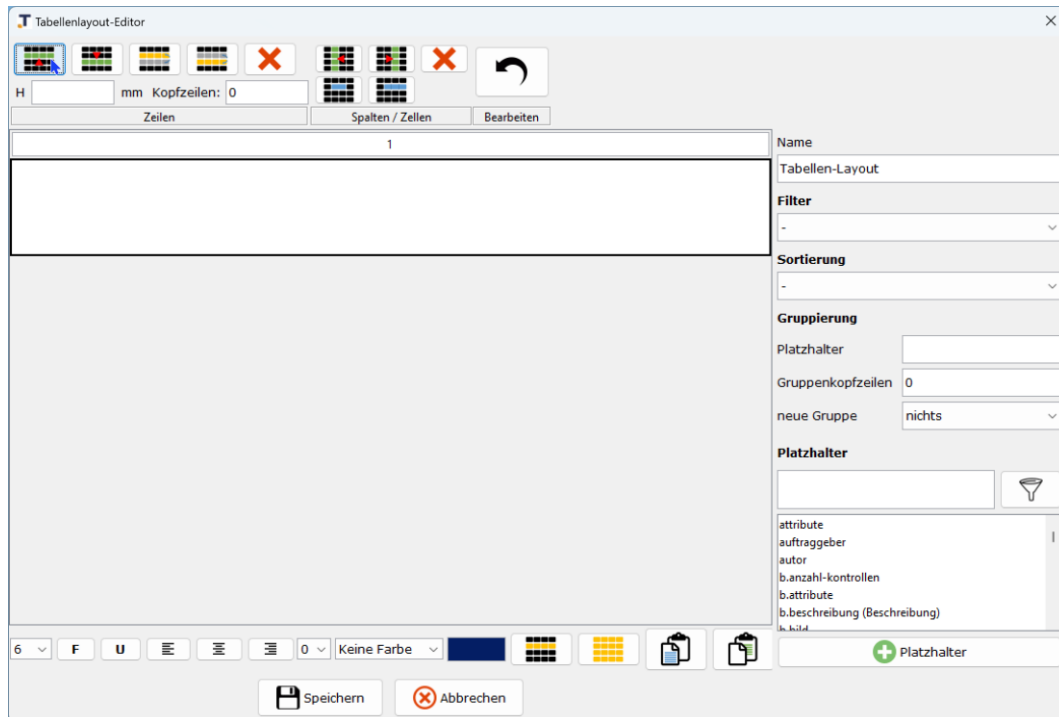 Tabellenlayout-Editor
H mm Kopfzeilen: 0
Zeilen
Spalten / Zellen
Bearbeiten
1
Name
Tabellen-Layout
Filter
-
Sortierung
-
Gruppierung
Platzhalter
Gruppenkopfzeilen 0
neue Gruppe nichts
Platzhalter
attribute
auftraggeber
autor
b.anzahl-kontrollen
b.attribute
b.beschreibung (Beschreibung)
b.bild
6 F U 0 Keine Farbe
Platzhalter
Speichern Abbrechen